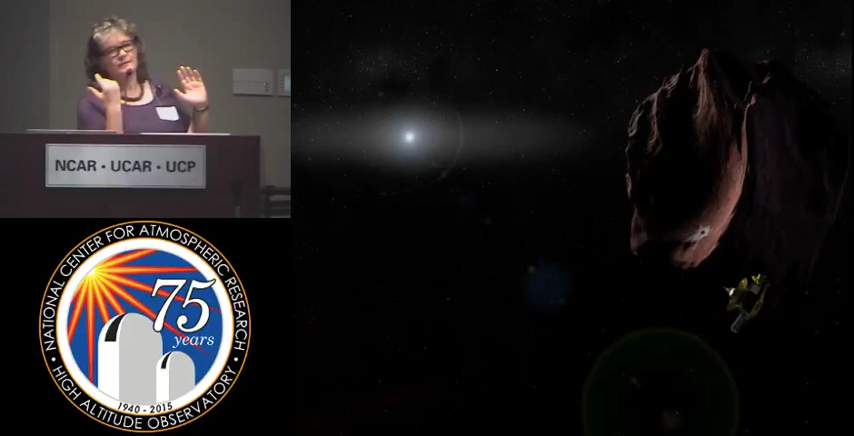 NCAR • UCAR • UCP
NATIONAL CENTER FOR ATMOSPHERIC RESEARCH
75
years
1940 - 2015
HIGH ALTITUDE OBSERVATORY